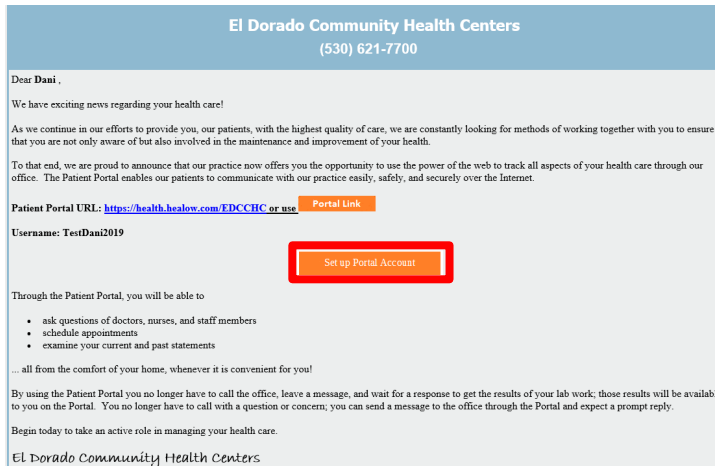 El Dorado Community Health Centers
(530) 621-7700
Dear Dani ,
We have exciting news regarding your health care!
As we continue in our efforts to provide you, our patients, with the highest quality of care, we are constantly looking for methods of working together with you to ensure
that you are not only aware of but also involved in the maintenance and improvement of your health.
To that end, we are proud to announce that our practice now offers you the opportunity to use the power of the web to track all aspects of your health care through our
office. The Patient Portal enables our patients to communicate with our practice easily, safely, and securely over the Internet.
Patient Portal URL: https://health.healow.com/EDCCHC or use Portal Link
Username: TestDani2019
Set up Portal Account
Through the Patient Portal, you will be able to
• ask questions of doctors, nurses, and staff members
• schedule appointments
• examine your current and past statements
... all from the comfort of your home, whenever it is convenient for you!
By using the Patient Portal you no longer have to call the office, leave a message, and wait for a response to get the results of your lab work; those results will be availabl
to you on the Portal. You no longer have to call with a question or concern; you can send a message to the office through the Portal and expect a prompt reply.
Begin today to take an active role in managing your health care.
El Dorado Community Health Centers